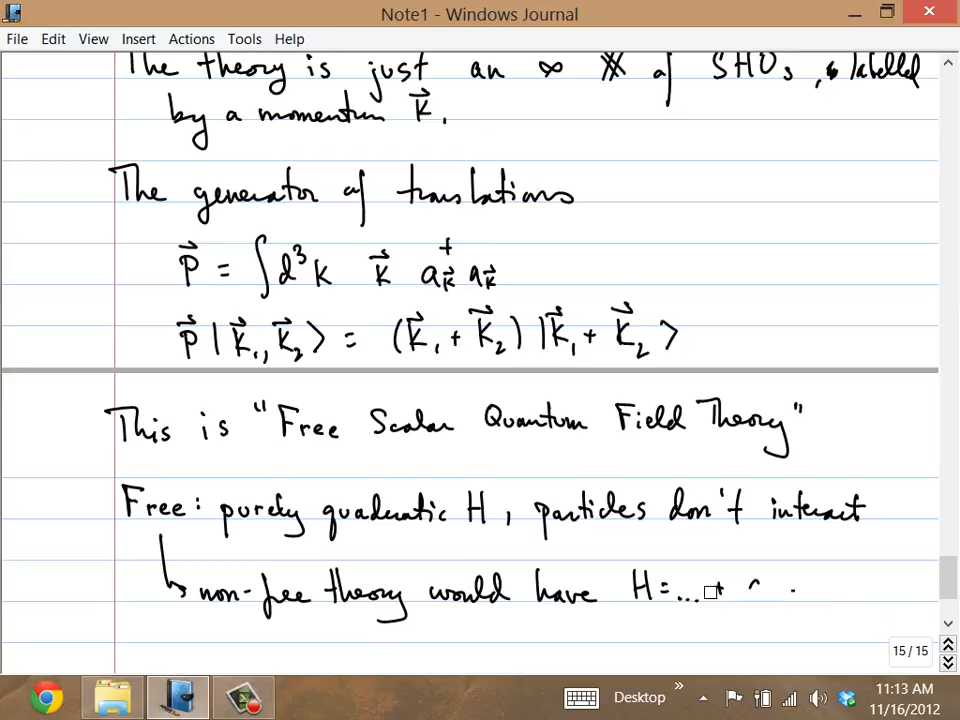 Note1 - Windows Journal
File Edit View Insert Actions Tools Help
The theory is just an ∞ # of SHOs, labelled
by a momentum k⃗.
The generator of translations
P⃗ = ∫d³k k⃗ a†_k⃗ a_k⃗
P⃗ | k⃗₁, k⃗₂ ⟩ = (k⃗₁ + k⃗₂) | k⃗₁ + k⃗₂ ⟩
This is "Free Scalar Quantum Field Theory"
Free: purely quadratic H, particles don't interact
↳ non-free theory would have H = ... +
15 / 15
Desktop
11:13 AM
11/16/2012